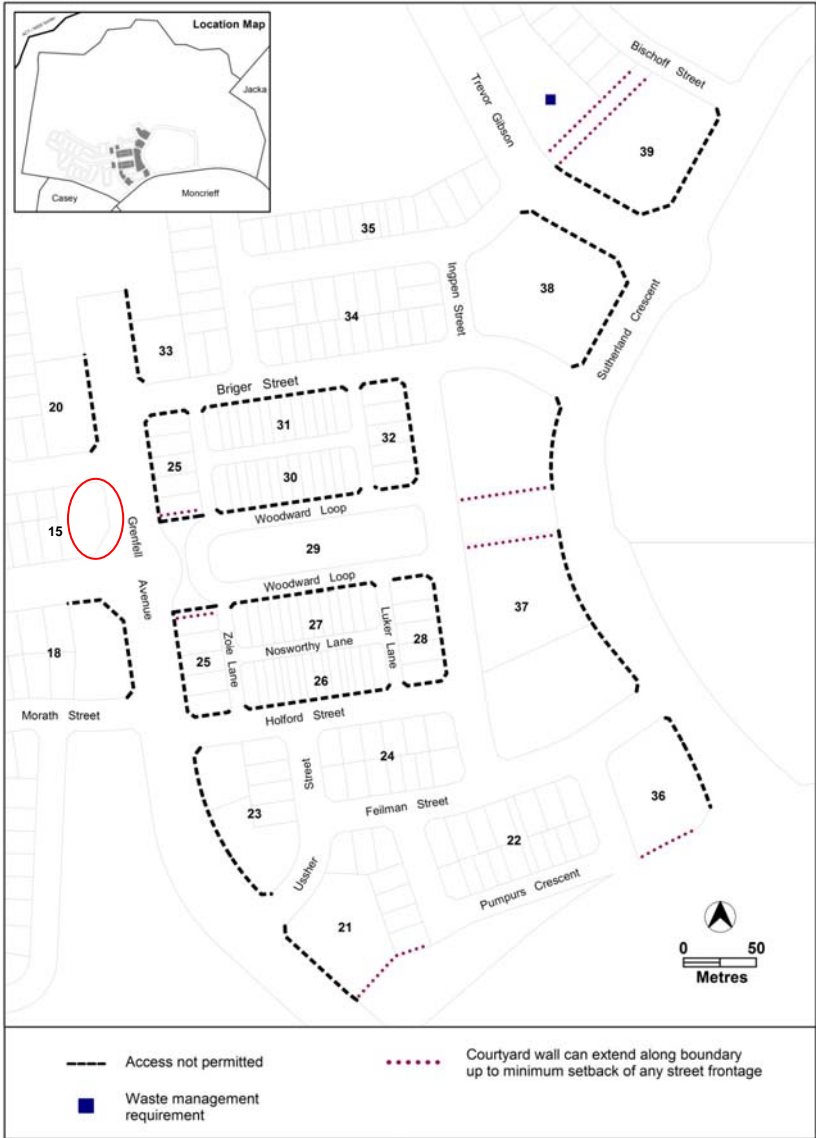 Location Map
Jacka
Casey
Moncrieff
Bischoff Street
Trevor Gibson
39
35
Ingpen Street
38
34
33
Sutherland Crescent
Briger Street
20
31
32
25
30
Woodward Loop
15
Grenfell
29
Avenue
Woodward Loop
37
27
Luker Lane
28
18
25
Zoie Lane
Nosworthy Lane
26
Morath Street
Holford Street
24
Street
36
23
Feilman Street
22
Ussher
Pumpurs Crescent
21
0 50
Metres
Access not permitted
Courtyard wall can extend along boundary
up to minimum setback of any street frontage
Waste management
requirement